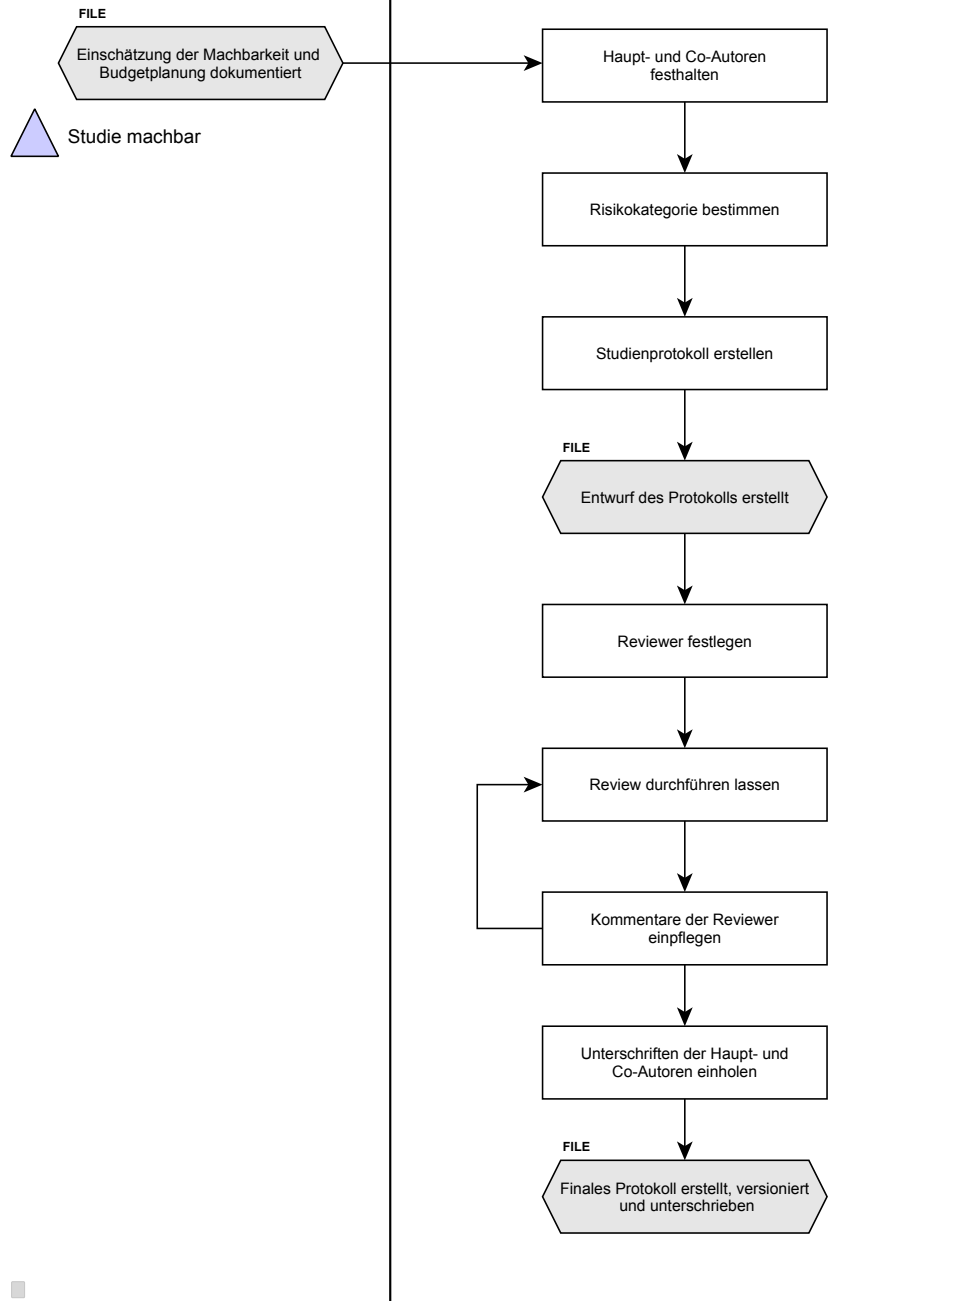 FILE
Einschätzung der Machbarkeit und
Budgetplanung dokumentiert
Studie machbar
Haupt- und Co-Autoren
festhalten
Risikokategorie bestimmen
Studienprotokoll erstellen
FILE
Entwurf des Protokolls erstellt
Reviewer festlegen
Review durchführen lassen
Kommentare der Reviewer
einpflegen
Unterschriften der Haupt- und
Co-Autoren einholen
FILE
Finales Protokoll erstellt, versioniert
und unterschrieben